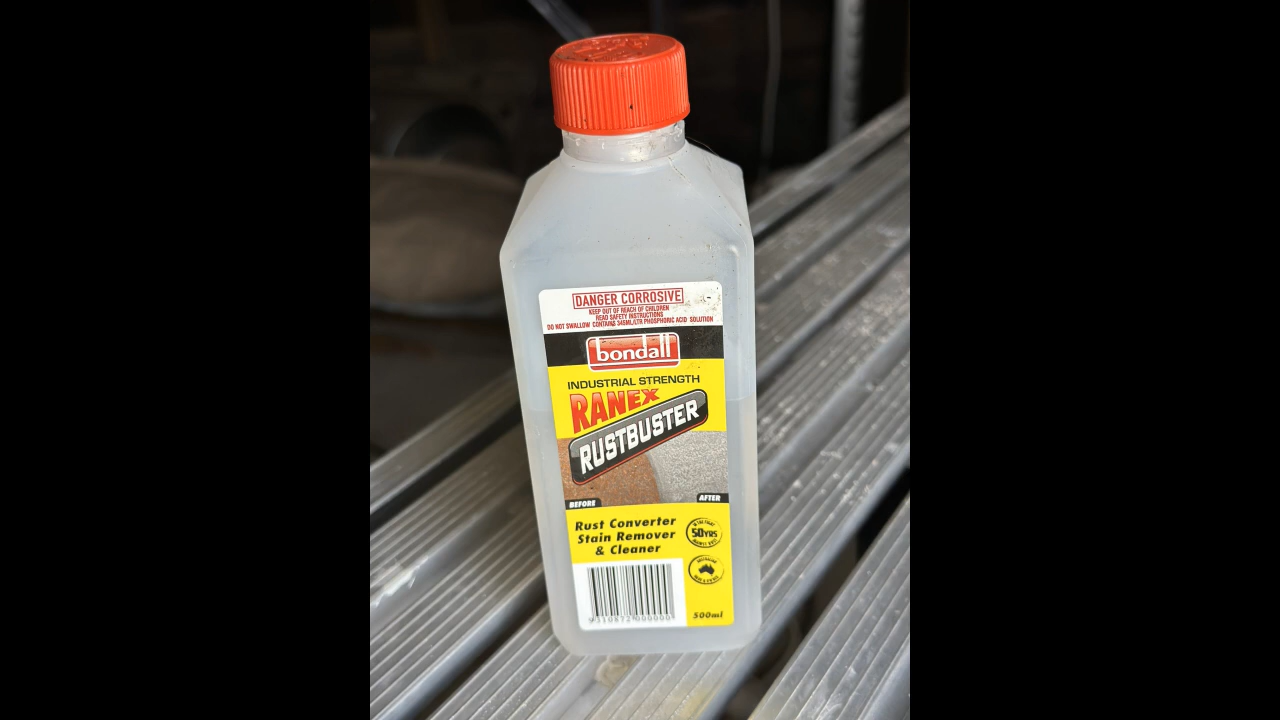 DANGER CORROSIVE
KEEP OUT OF REACH OF CHILDREN
READ SAFETY INSTRUCTIONS
DO NOT SWALLOW CONTAINS 345ML/LTR PHOSPHORIC ACID SOLUTION
bondall
INDUSTRIAL STRENGTH
RANEX
RUSTBUSTER
BEFORE
AFTER
Rust Converter
Stain Remover
& Cleaner
50YRS
9310872000000
500ml